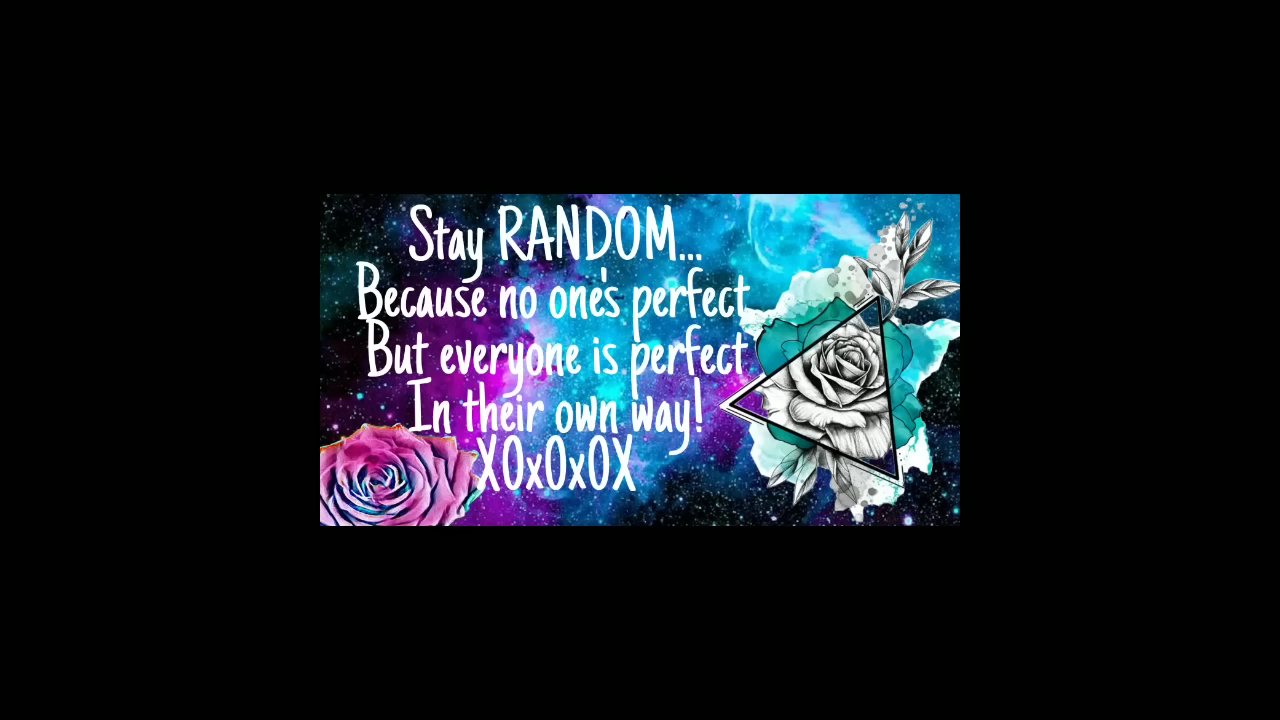 Stay RANDOM...
Because no one's perfect
But everyone is perfect
In their own way!
XOxOxOX